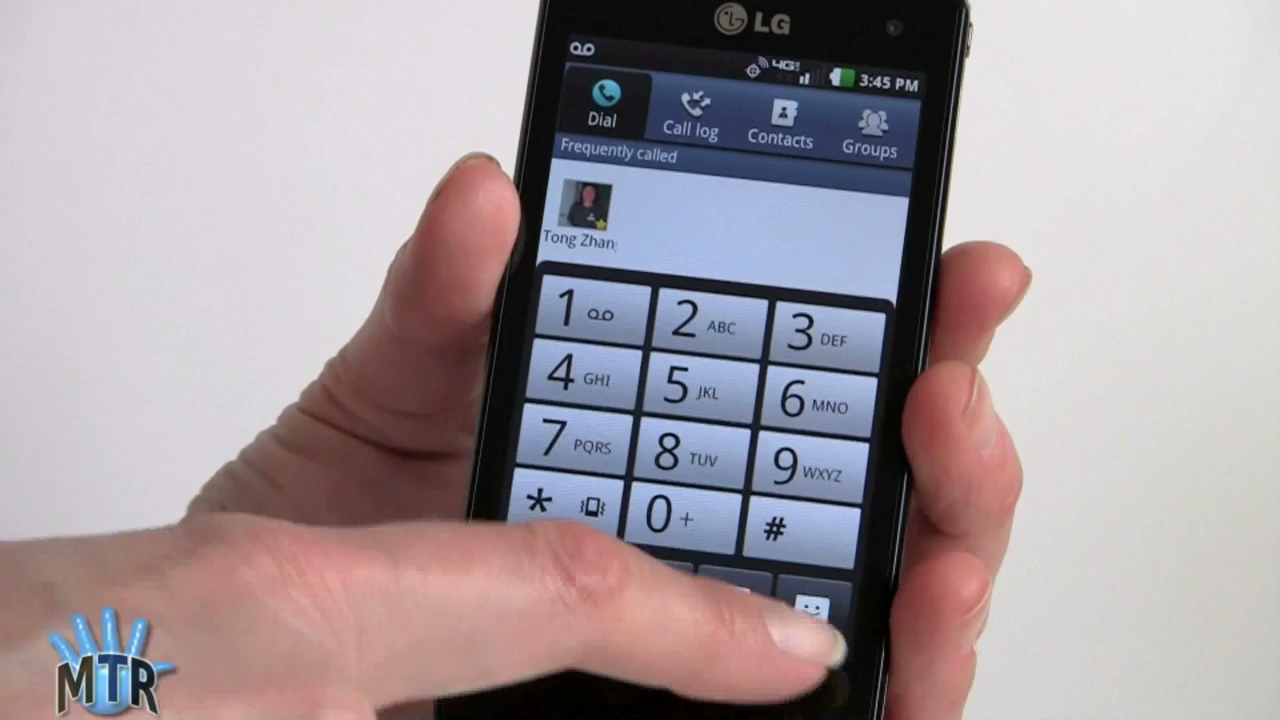 LG
4G 3:45 PM
Dial Call log Contacts Groups
Frequently called
Tong Zhan
1 2 ABC 3 DEF
4 GHI 5 JKL 6 MNO
7 PQRS 8 TUV 9 WXYZ
* 0 + #
MTR